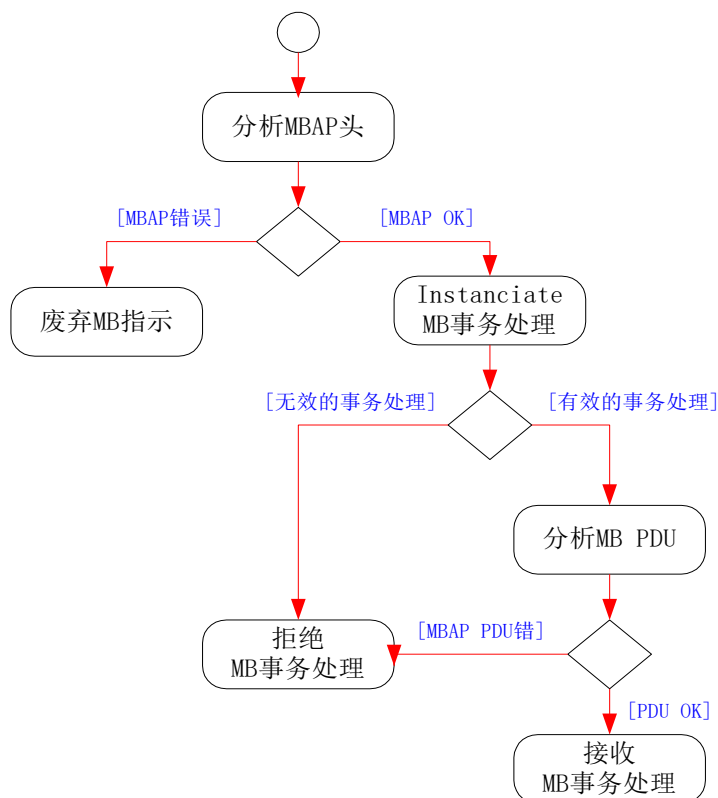 分析MBAP头
[MBAP错误]
[MBAP OK]
废弃MB指示
Instanciate
MB事务处理
[无效的事务处理]
[有效的事务处理]
分析MB PDU
拒绝
MB事务处理
[MBAP PDU错]
[PDU OK]
接收
MB事务处理